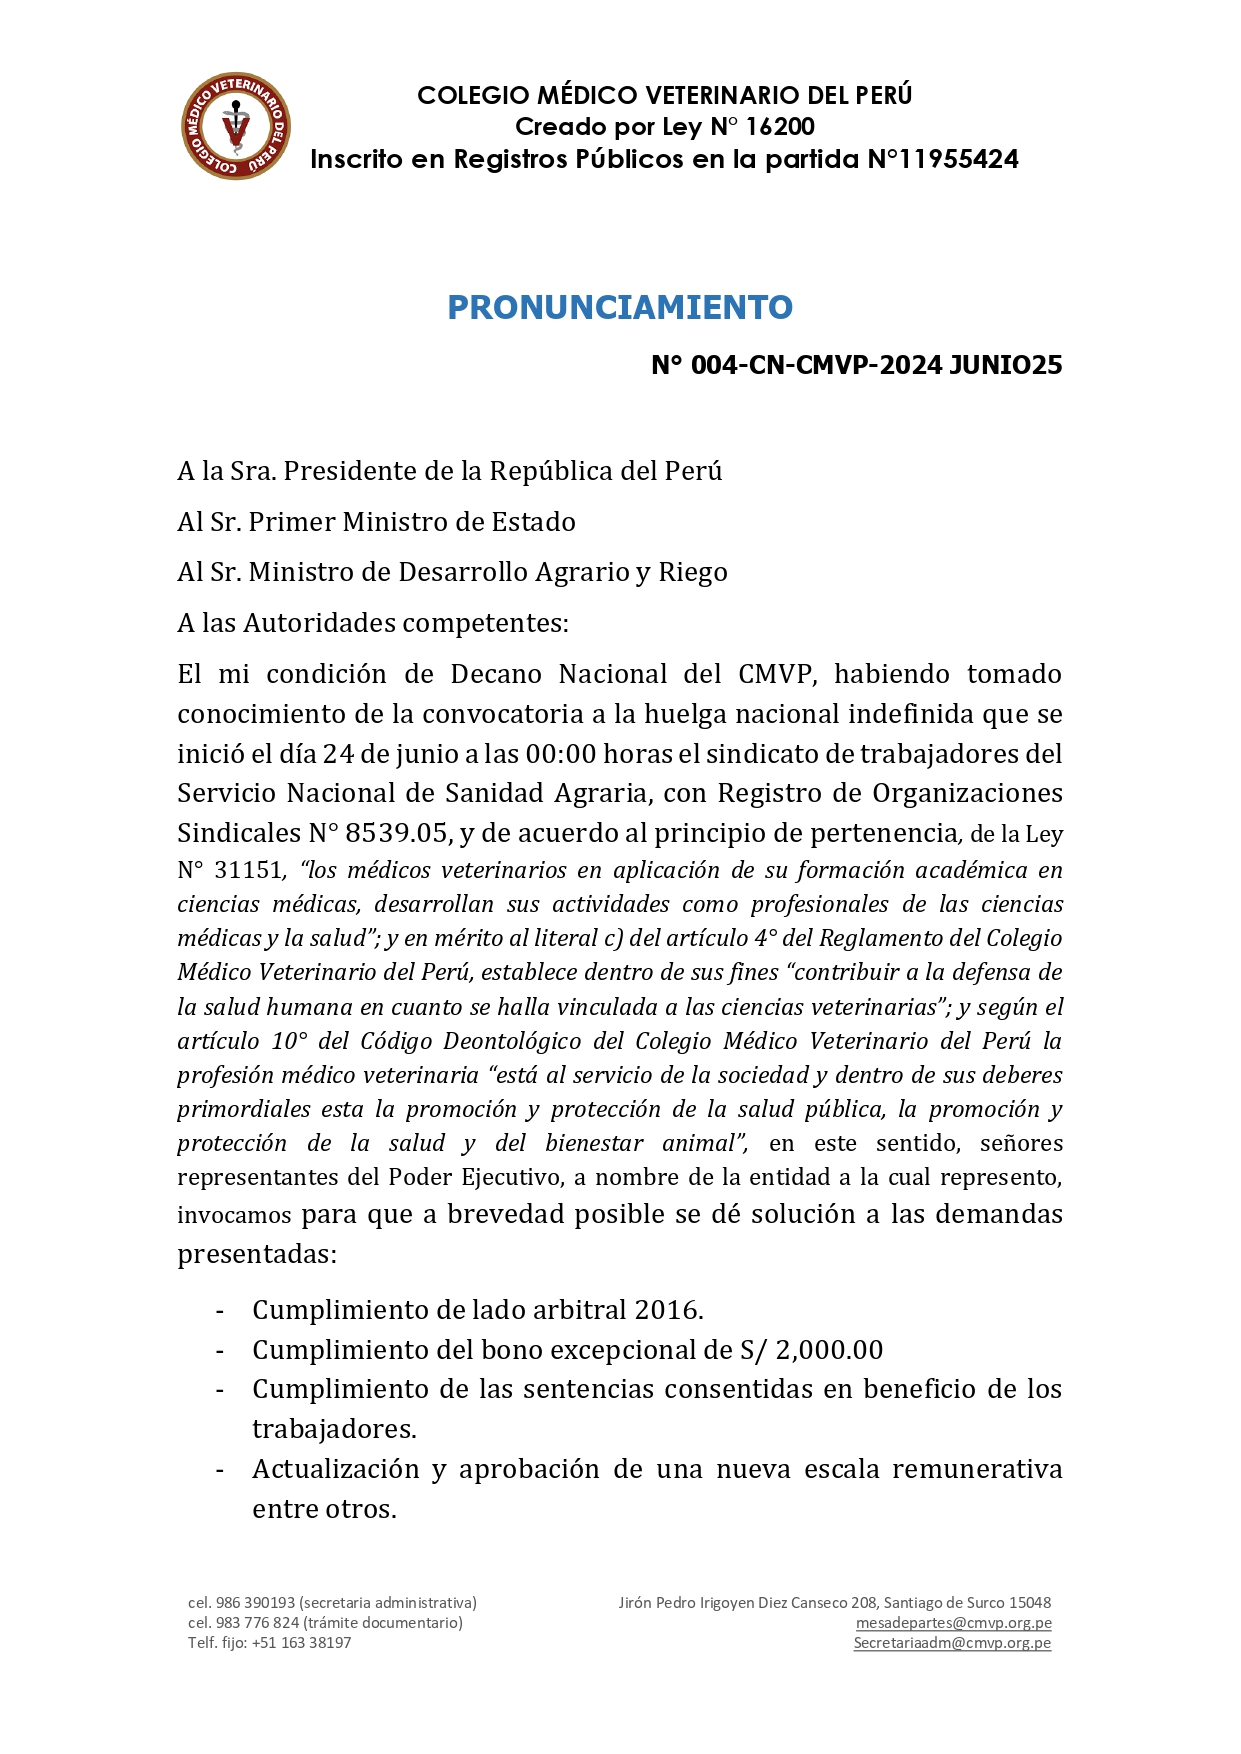 COLEGIO MÉDICO VETERINARIO DEL PERÚ
V
COLEGIO MÉDICO VETERINARIO DEL PERÚ
Creado por Ley N° 16200
Inscrito en Registros Públicos en la partida N°11955424
PRONUNCIAMIENTO
N° 004-CN-CMVP-2024 JUNIO25
A la Sra. Presidente de la República del Perú
Al Sr. Primer Ministro de Estado
Al Sr. Ministro de Desarrollo Agrario y Riego
A las Autoridades competentes:
El mi condición de Decano Nacional del CMVP, habiendo tomado
conocimiento de la convocatoria a la huelga nacional indefinida que se
inició el día 24 de junio a las 00:00 horas el sindicato de trabajadores del
Servicio Nacional de Sanidad Agraria, con Registro de Organizaciones
Sindicales N° 8539.05, y de acuerdo al principio de pertenencia, de la Ley
N° 31151, “los médicos veterinarios en aplicación de su formación académica en
ciencias médicas, desarrollan sus actividades como profesionales de las ciencias
médicas y la salud”; y en mérito al literal c) del artículo 4° del Reglamento del Colegio
Médico Veterinario del Perú, establece dentro de sus fines “contribuir a la defensa de
la salud humana en cuanto se halla vinculada a las ciencias veterinarias”; y según el
artículo 10° del Código Deontológico del Colegio Médico Veterinario del Perú la
profesión médico veterinaria “está al servicio de la sociedad y dentro de sus deberes
primordiales esta la promoción y protección de la salud pública, la promoción y
protección de la salud y del bienestar animal”, en este sentido, señores
representantes del Poder Ejecutivo, a nombre de la entidad a la cual represento,
invocamos para que a brevedad posible se dé solución a las demandas
presentadas:
- Cumplimiento de lado arbitral 2016.
- Cumplimiento del bono excepcional de S/ 2,000.00
- Cumplimiento de las sentencias consentidas en beneficio de los
trabajadores.
- Actualización y aprobación de una nueva escala remunerativa
entre otros.
cel. 986 390193 (secretaria administrativa)
cel. 983 776 824 (trámite documentario)
Telf. fijo: +51 163 38197
Jirón Pedro Irigoyen Diez Canseco 208, Santiago de Surco 15048
mesadepartes@cmvp.org.pe
Secretariaadm@cmvp.org.pe